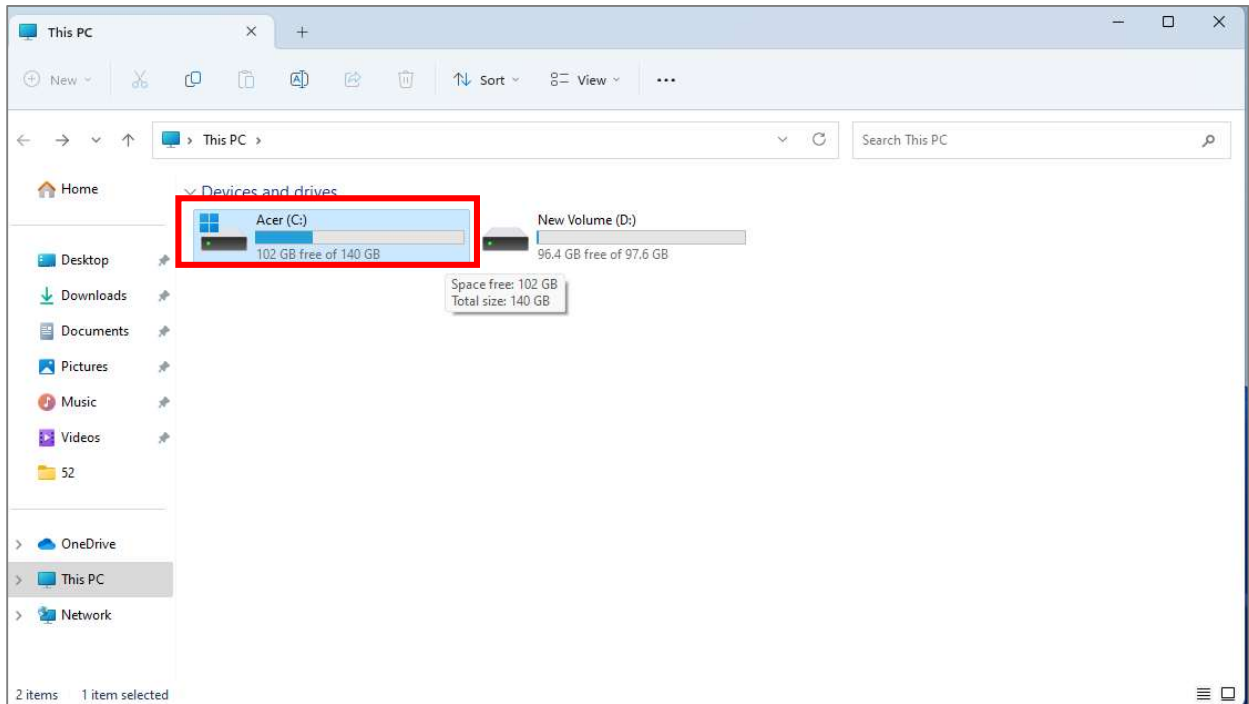 This PC
New
Sort
View
This PC
Search This PC
Home
Devices and drives
Acer (C:)
102 GB free of 140 GB
New Volume (D:)
96.4 GB free of 97.6 GB
Space free: 102 GB
Total size: 140 GB
Desktop
Downloads
Documents
Pictures
Music
Videos
52
OneDrive
This PC
Network
2 items 1 item selected